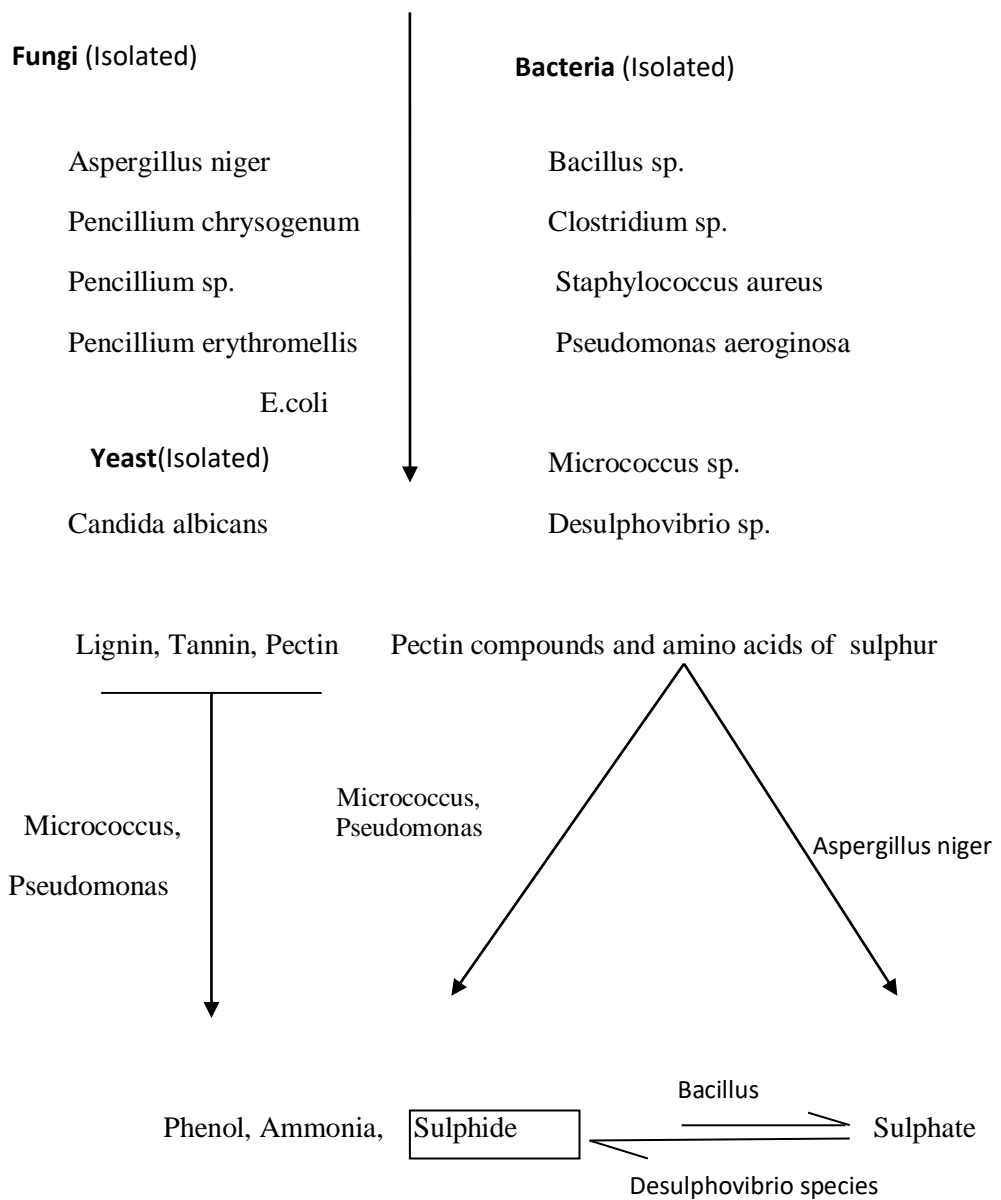 Fungi (Isolated)
Bacteria (Isolated)
Aspergillus niger
Bacillus sp.
Pencillium chrysogenum
Clostridium sp.
Pencillium sp.
Staphylococcus aureus
Pencillium erythromellis
Pseudomonas aeroginosa
E.coli
Yeast(Isolated)
Micrococcus sp.
Candida albicans
Desulphovibrio sp.
Lignin, Tannin, Pectin
Pectin compounds and amino acids of sulphur
Micrococcus,
Pseudomonas
Micrococcus,
Pseudomonas
Aspergillus niger
Bacillus
Phenol, Ammonia, Sulphide
Sulphate
Desulphovibrio species